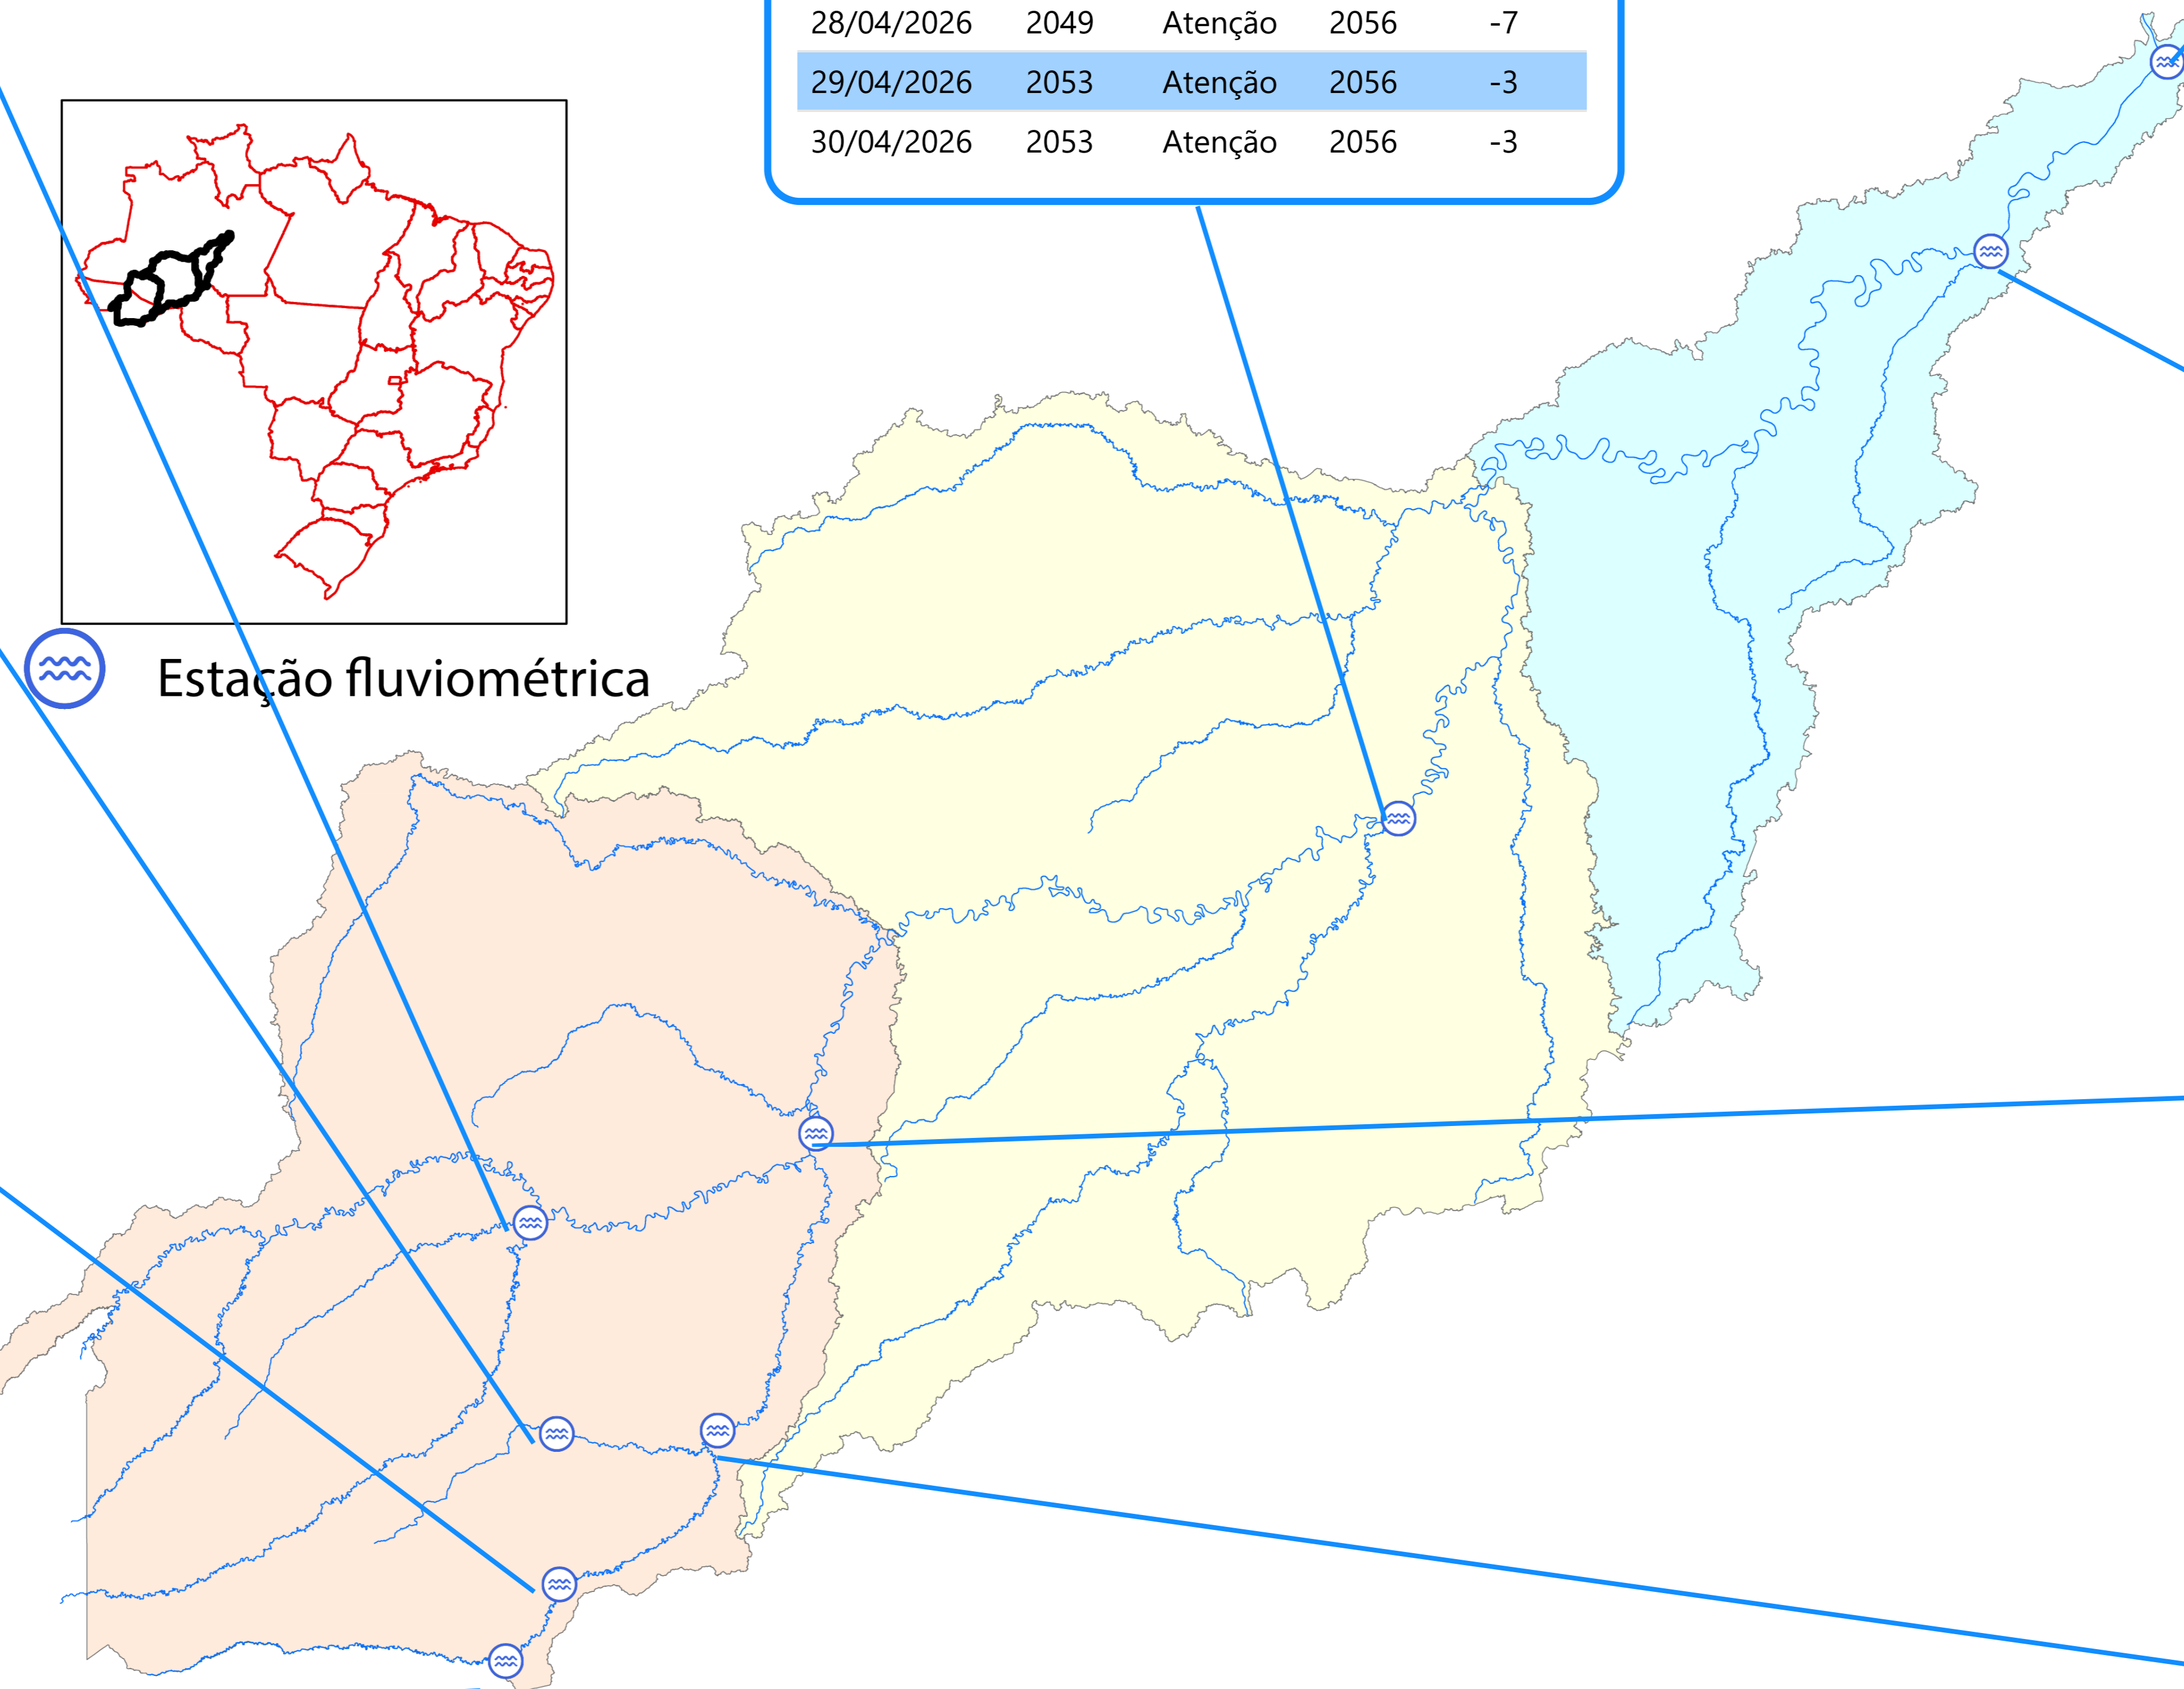 28/04/2026 2049 Atenção 2056 -7
29/04/2026 2053 Atenção 2056 -3
30/04/2026 2053 Atenção 2056 -3
Estação fluviométrica